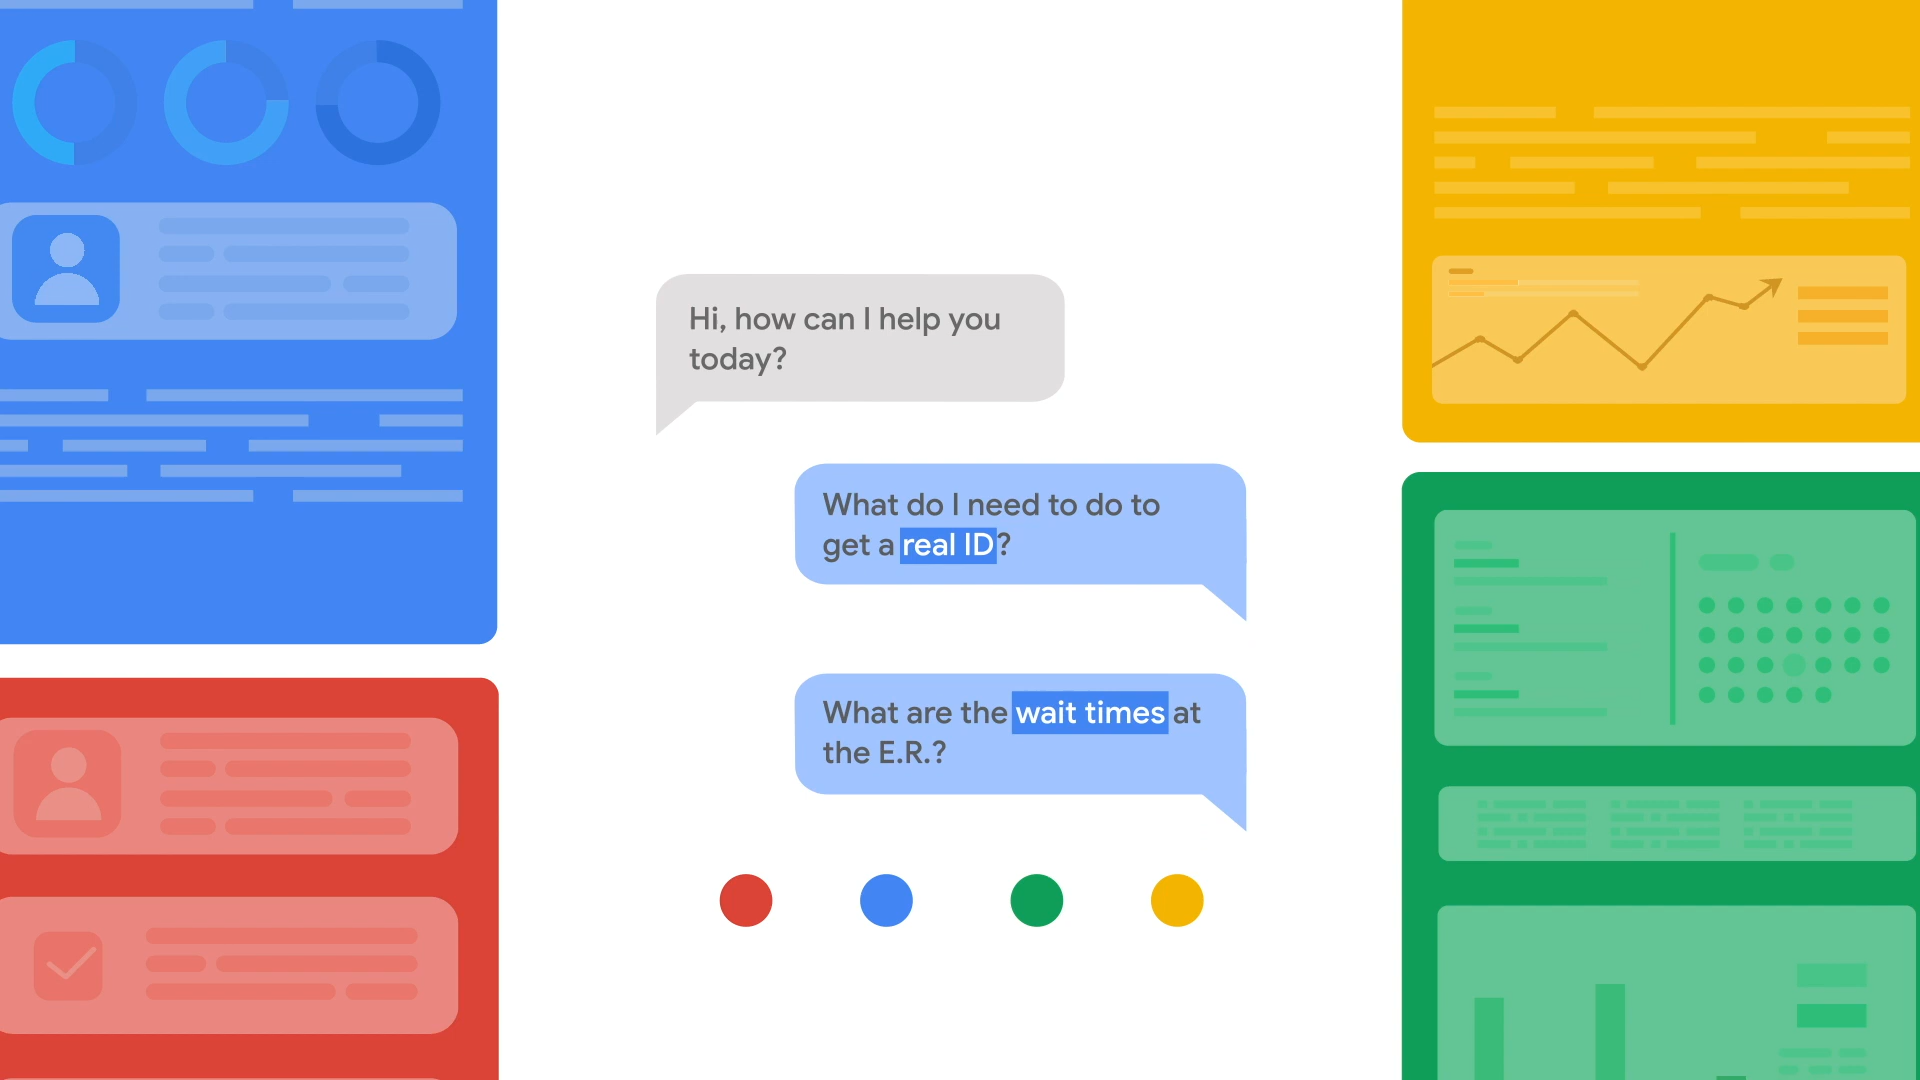 Hi, how can I help you
today?
What do I need to do to
get a real ID?
What are the wait times at
the E.R.?